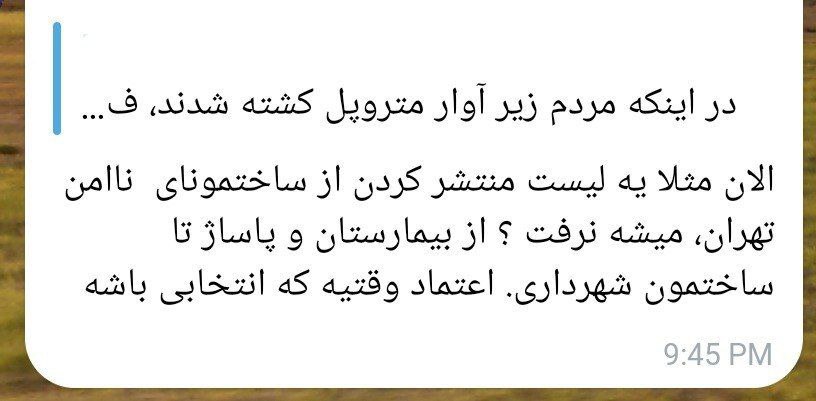 در اینکه مردم زیر آوار متروپل کشته شدند، ف...
الان مثلا یه لیست منتشر کردن از ساختمونای  ناامن
تهران، میشه نرفت ؟ از بیمارستان و پاساژ تا
ساختمون شهرداری. اعتماد وقتیه که انتخابی باشه
9:45 PM